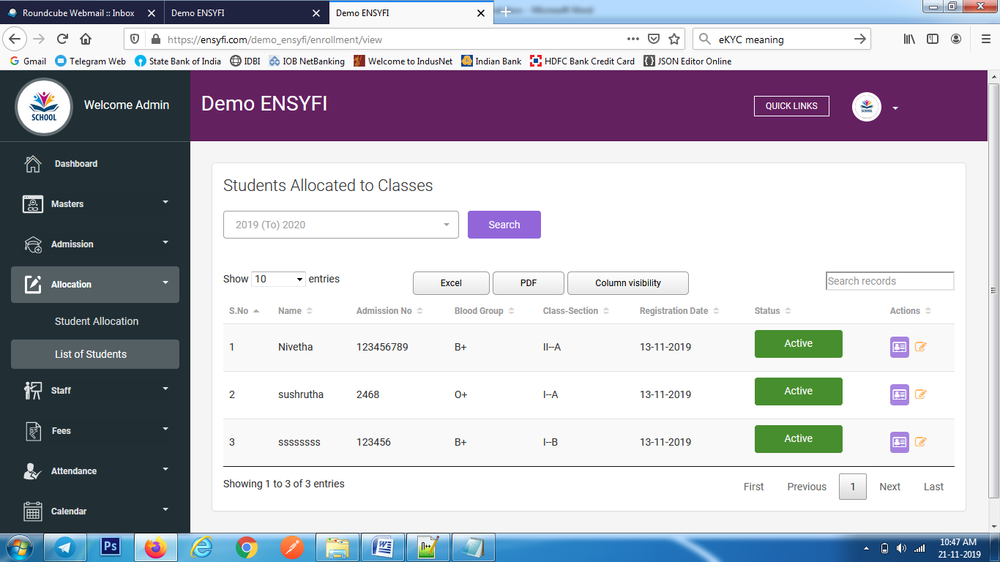 Roundcube Webmail :: Inbox
Demo ENSYFI
Demo ENSYFI
https://ensyfi.com/demo_ensyfi/enrollment/view
eKYC meaning
Gmail
Telegram Web
State Bank of India
IDBI
IOB NetBanking
Welcome to IndusNet
Indian Bank
HDFC Bank Credit Card
JSON Editor Online
SCHOOL
Welcome Admin
Demo ENSYFI
QUICK LINKS
SCHOOL
Dashboard
Masters
Admission
Allocation
Student Allocation
List of Students
Staff
Fees
Attendance
Calendar
Students Allocated to Classes
2019 (To) 2020
Search
Show 10 entries
Excel
PDF
Column visibility
Search records
S.No Name Admission No Blood Group Class-Section Registration Date Status Actions
1 Nivetha 123456789 B+ II--A 13-11-2019 Active
2 sushrutha 2468 O+ I--A 13-11-2019 Active
3 ssssssss 123456 B+ I--B 13-11-2019 Active
Showing 1 to 3 of 3 entries
First Previous 1 Next Last
Ps
W
10:47 AM
21-11-2019